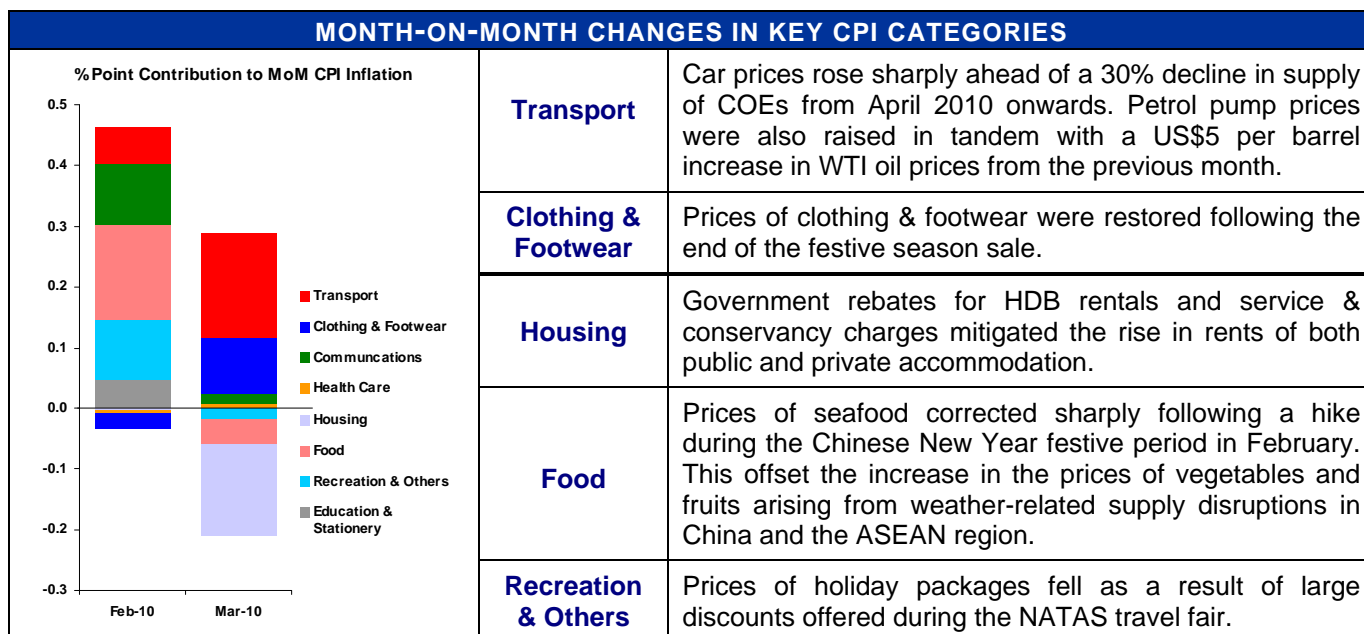 MONTH-ON-MONTH CHANGES IN KEY CPI CATEGORIES
%Point Contribution to MoM CPI Inflation
0.5
0.4
0.3
0.2
0.1
0.0
-0.1
-0.2
-0.3
Feb-10 Mar-10
Transport
Clothing & Footwear
Communcations
Health Care
Housing
Food
Recreation & Others
Education &
Stationery
Transport
Car prices rose sharply ahead of a 30% decline in supply
of COEs from April 2010 onwards. Petrol pump prices
were also raised in tandem with a US$5 per barrel
increase in WTI oil prices from the previous month.
Clothing &
Footwear
Prices of clothing & footwear were restored following the
end of the festive season sale.
Housing
Government rebates for HDB rentals and service &
conservancy charges mitigated the rise in rents of both
public and private accommodation.
Food
Prices of seafood corrected sharply following a hike
during the Chinese New Year festive period in February.
This offset the increase in the prices of vegetables and
fruits arising from weather-related supply disruptions in
China and the ASEAN region.
Recreation
& Others
Prices of holiday packages fell as a result of large
discounts offered during the NATAS travel fair.